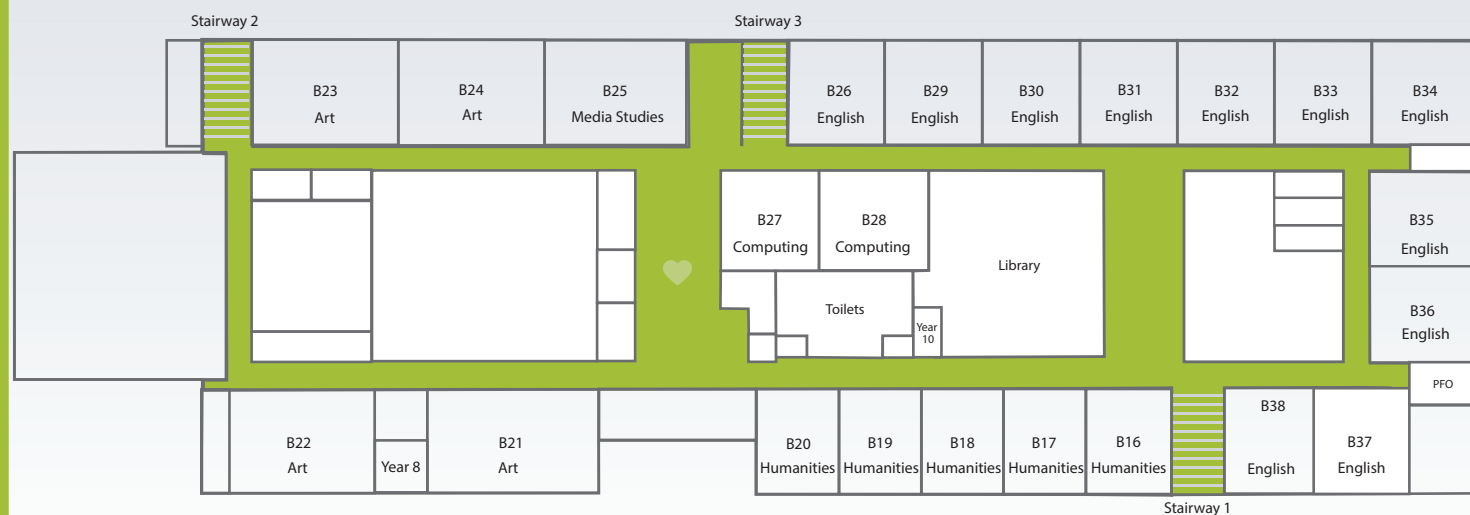 Stairway 2
Stairway 3
B23
Art
B24
Art
B25
Media Studies
B26
English
B29
English
B30
English
B31
English
B32
English
B33
English
B34
English
B27
Computing
B28
Computing
Library
Toilets
Year
10
B35
English
B36
English
PFO
B22
Art
Year 8
B21
Art
B20
Humanities
B19
Humanities
B18
Humanities
B17
Humanities
B16
Humanities
B38
English
B37
English
Stairway 1